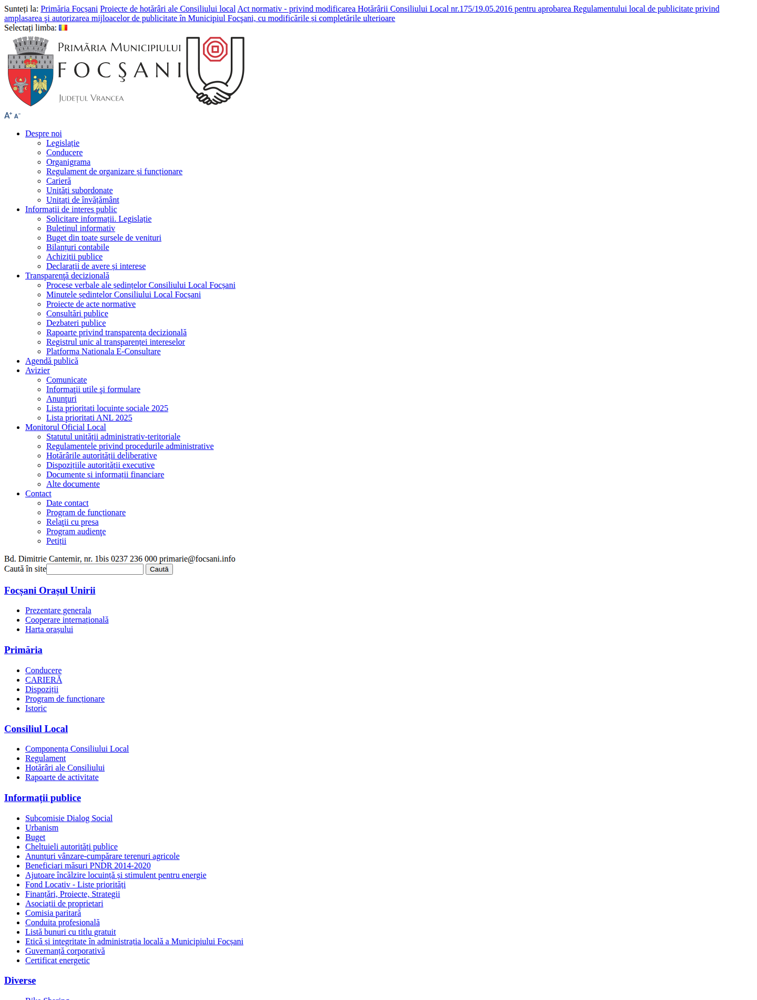 Sunteți la: Primăria Focșani Proiecte de hotărâri ale Consiliului local Act normativ - privind modificarea Hotărârii Consiliului Local nr.175/19.05.2016 pentru aprobarea Regulamentului local de publicitate privind
amplasarea și autorizarea mijloacelor de publicitate în Municipiul Focșani, cu modificările și completările ulterioare
Selectați limba:
PRIMĂRIA MUNICIPIULUI
FOCŞANI
JUDEȚUL VRANCEA
A+ A-
Despre noi
Legislație
Conducere
Organigrama
Regulament de organizare și funcționare
Carieră
Unități subordonate
Unitați de învățământ
Informații de interes public
Solicitare informații. Legislație
Buletinul informativ
Buget din toate sursele de venituri
Bilanțuri contabile
Achiziții publice
Declarații de avere și interese
Transparență decizională
Procese verbale ale ședințelor Consiliului Local Focșani
Minutele ședințelor Consiliului Local Focșani
Proiecte de acte normative
Consultări publice
Dezbateri publice
Rapoarte privind transparența decizională
Registrul unic al transparenței intereselor
Platforma Nationala E-Consultare
Agendă publică
Avizier
Comunicate
Informaţii utile şi formulare
Anunţuri
Lista prioritati locuinte sociale 2025
Lista prioritati ANL 2025
Monitorul Oficial Local
Statutul unității administrativ-teritoriale
Regulamentele privind procedurile administrative
Hotărârile autorității deliberative
Dispozițiile autorității executive
Documente și informații financiare
Alte documente
Contact
Date contact
Program de funcționare
Relaţii cu presa
Program audienţe
Petiții
Bd. Dimitrie Cantemir, nr. 1bis 0237 236 000 primarie@focsani.info
Caută în site Caută
Focșani Orașul Unirii
Prezentare generala
Cooperare internațională
Harta orașului
Primăria
Conducere
CARIERĂ
Dispoziții
Program de funcționare
Istoric
Consiliul Local
Componența Consiliului Local
Regulament
Hotărâri ale Consiliului
Rapoarte de activitate
Informații publice
Subcomisie Dialog Social
Urbanism
Buget
Cheltuieli autorități publice
Anunțuri vânzare-cumpărare terenuri agricole
Beneficiari măsuri PNDR 2014-2020
Ajutoare încălzire locuință și stimulent pentru energie
Fond Locativ - Liste priorități
Finanțări, Proiecte, Strategii
Asociații de proprietari
Comisia paritară
Conduita profesională
Listă bunuri cu titlu gratuit
Etică și integritate în administrația locală a Municipiului Focșani
Guvernanță corporativă
Certificat energetic
Diverse
Bike Sharing